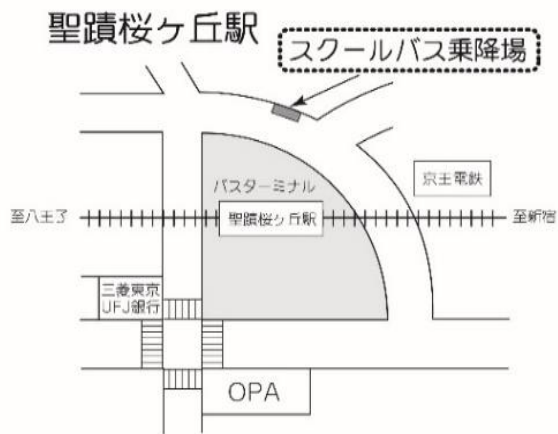 聖蹟桜ヶ丘駅
スクールバス乗降場
バスターミナル
京王電鉄
至八王子
聖蹟桜ヶ丘駅
至新宿
三菱東京
UFJ銀行
OPA